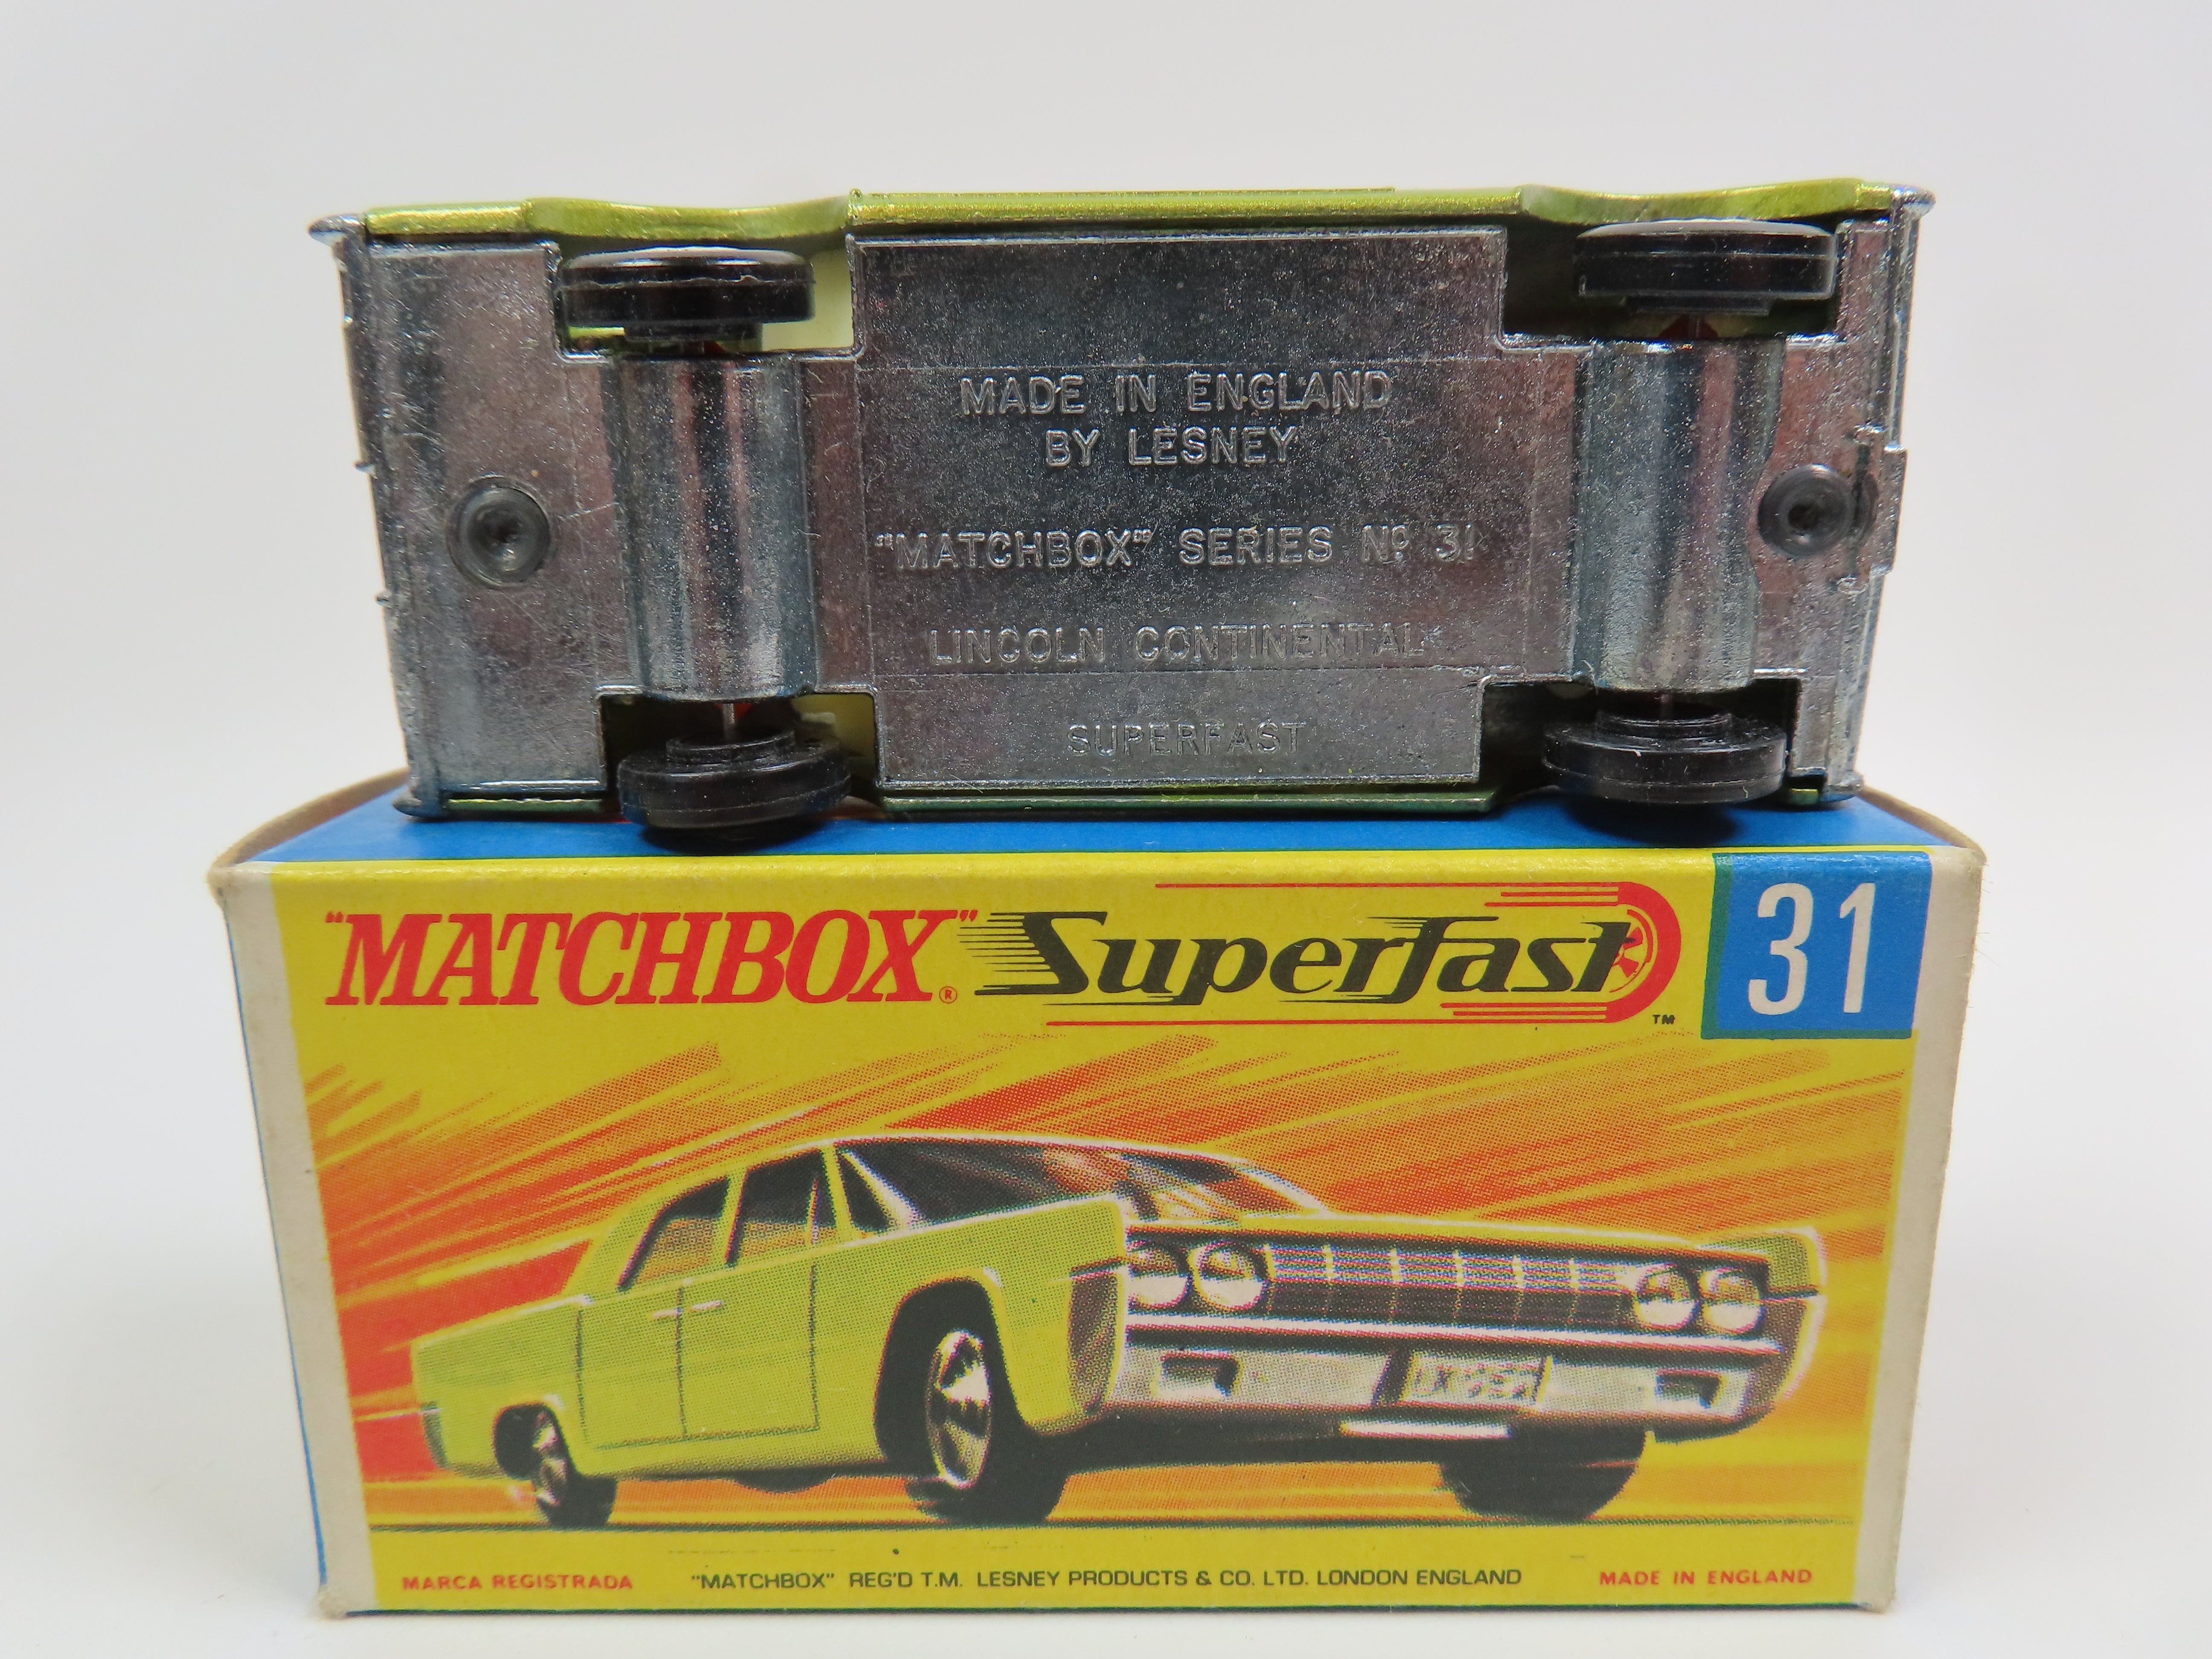 MADE IN ENGLAND
BY LESNEY
"MATCHBOX" SERIES Nº 31
LINCOLN CONTINENTAL
SUPERFAST
"MATCHBOX"® Superfast™ 31
MARCA REGISTRADA "MATCHBOX" REG'D T.M. LESNEY PRODUCTS & CO. LTD. LONDON ENGLAND MADE IN ENGLAND